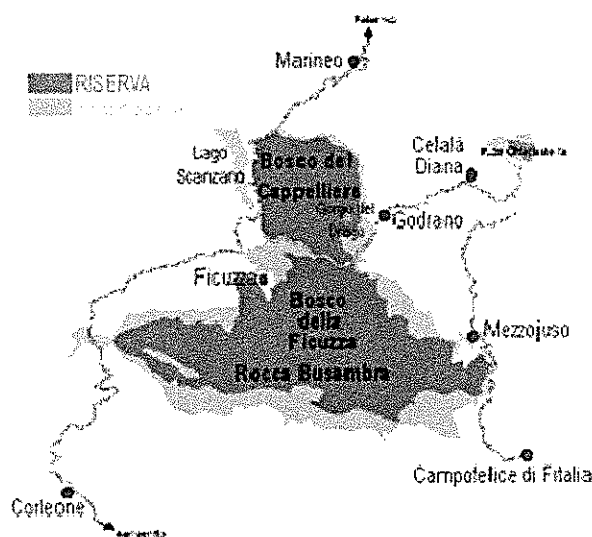 Marineo
RISERVA
Lago
Scanzano
Bosco del
Cappelliere
Cefalà
Diana
Godrano
Ficuzza
Bosco
della
Ficuzza
Rocca Busambra
Mezzojuso
Campofelice di Fitalia
Corleone